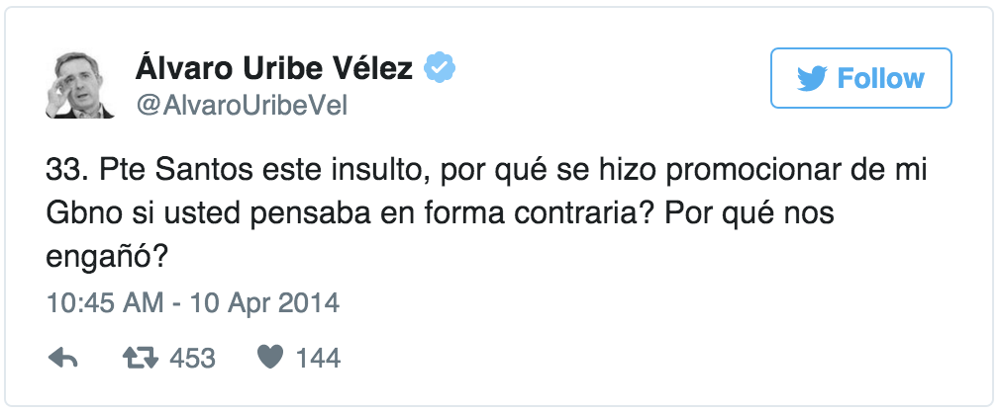 Álvaro Uribe Vélez
@AlvaroUribeVel
Follow
33. Pte Santos este insulto, por qué se hizo promocionar de mi
Gbno si usted pensaba en forma contraria? Por qué nos
engañó?
10:45 AM - 10 Apr 2014
453 144